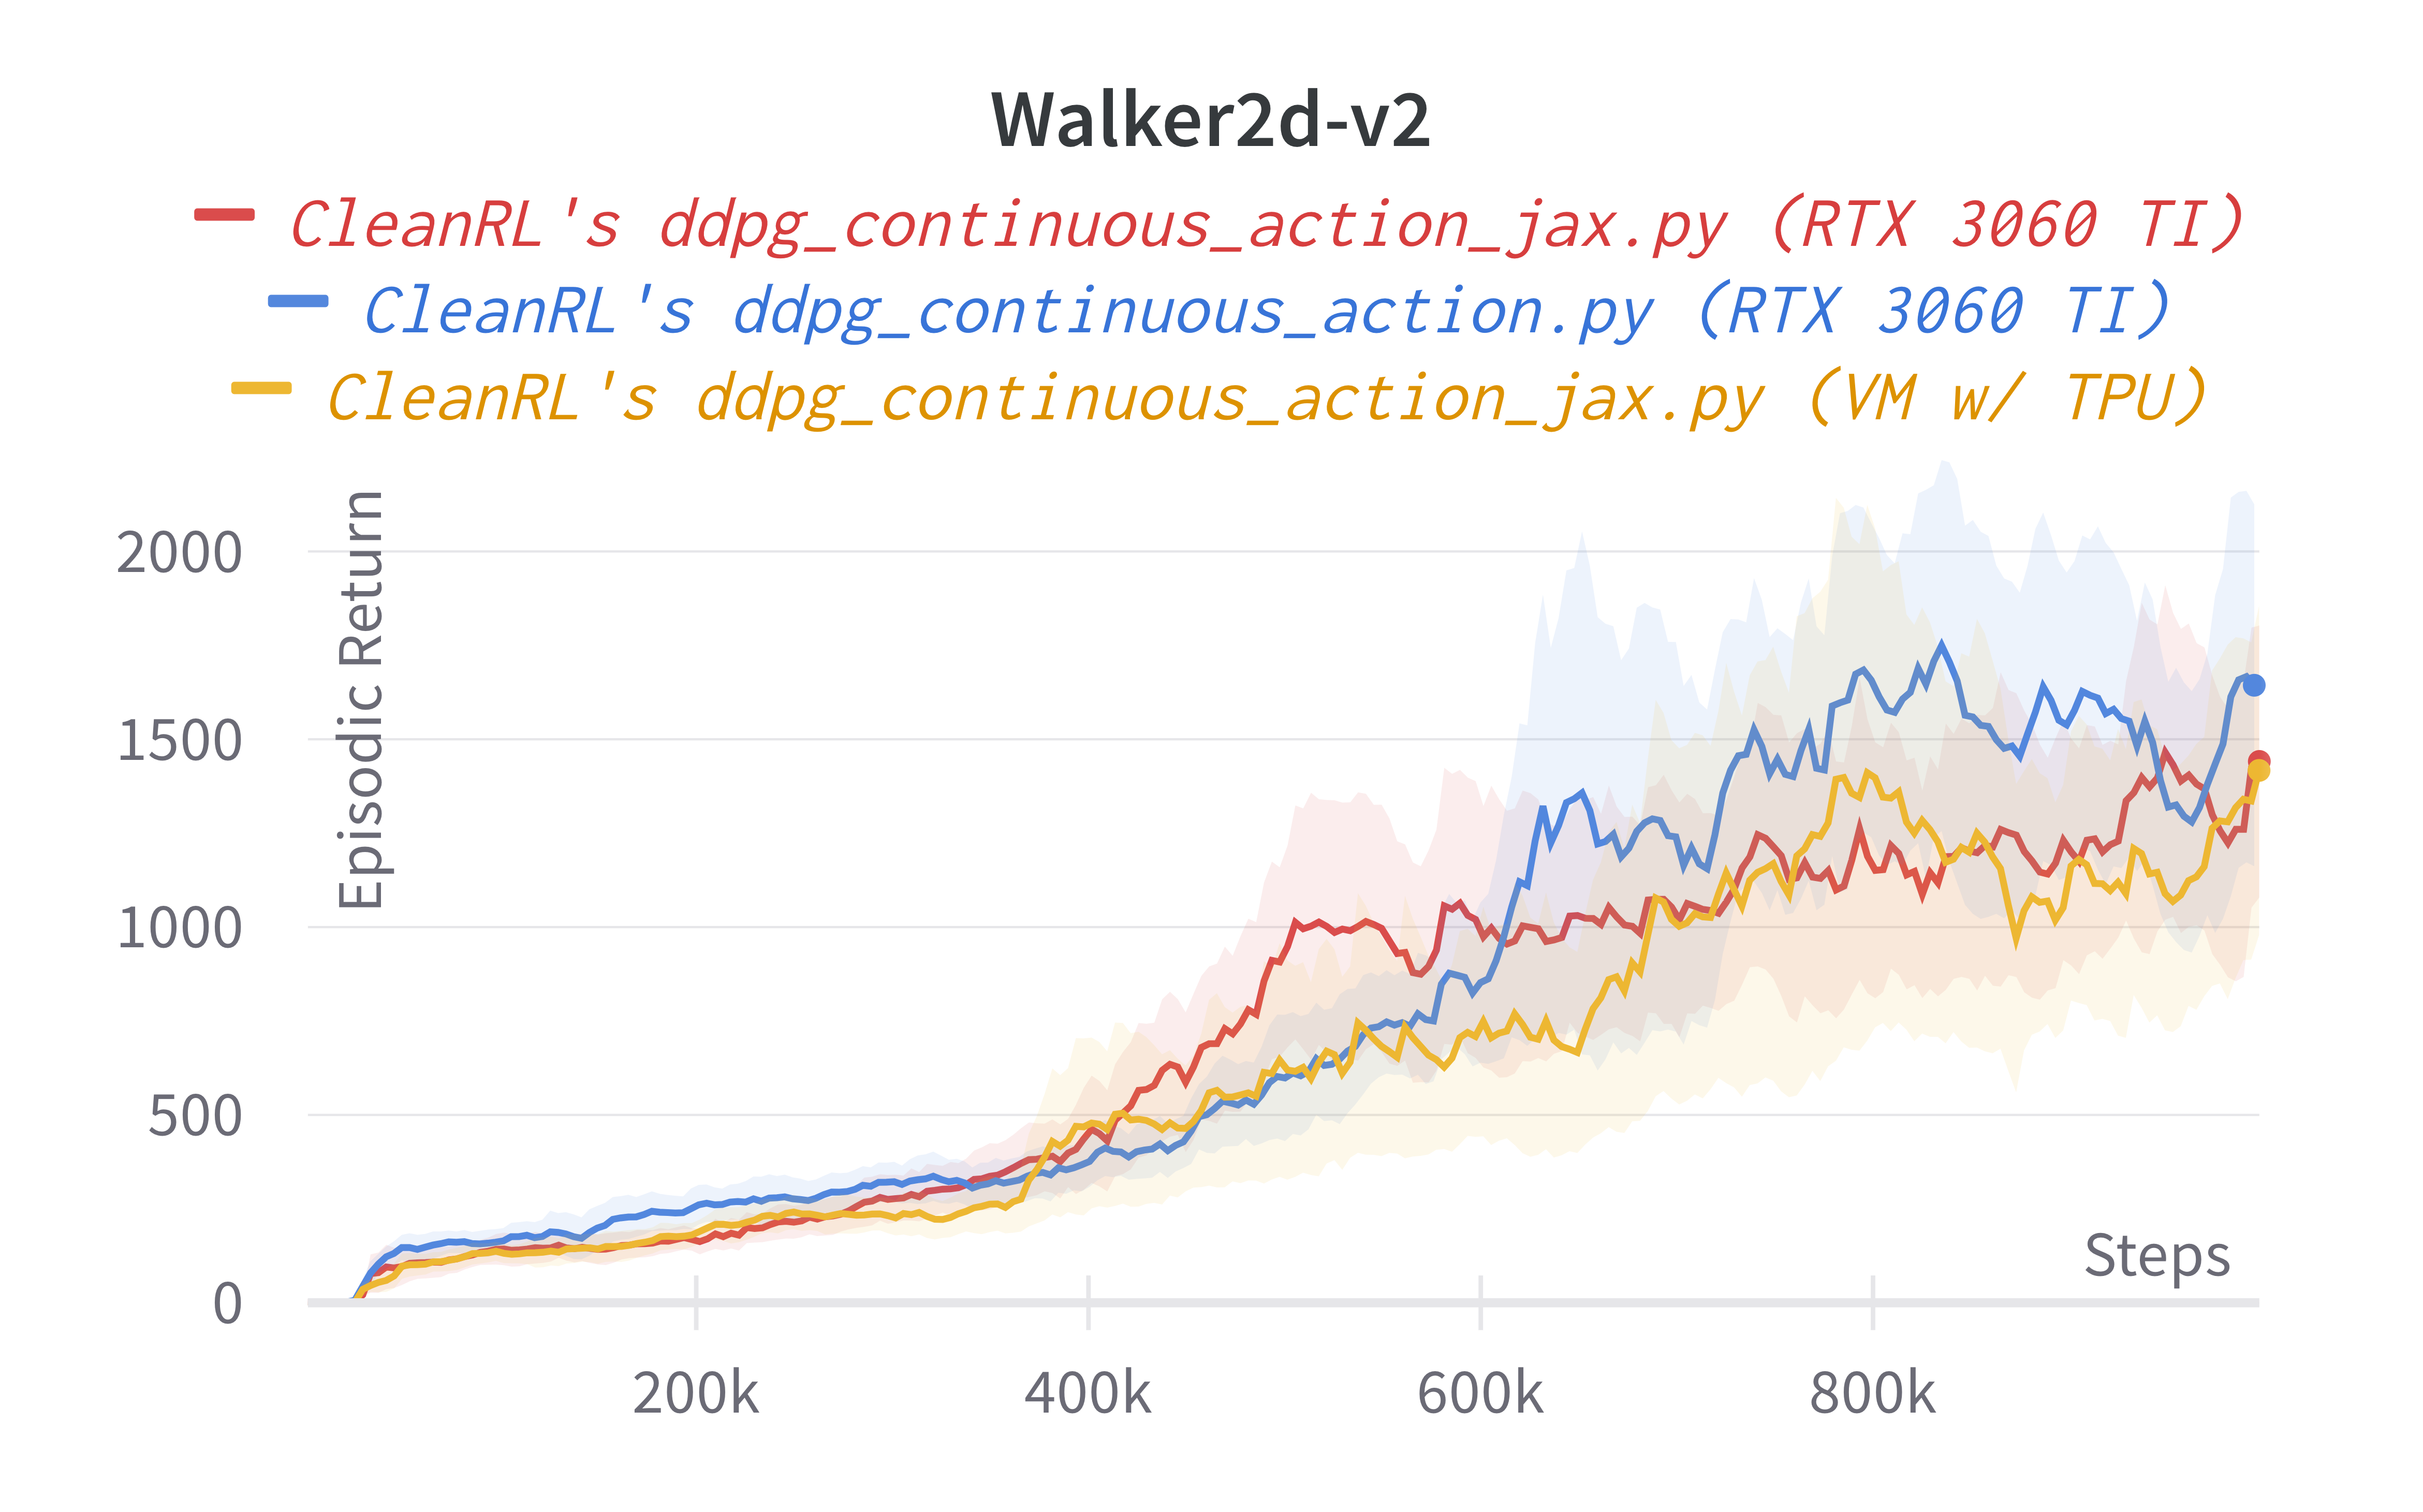 Walker2d-v2
CleanRL's ddpg_continuous_action_jax.py (RTX 3060 TI)
CleanRL's ddpg_continuous_action.py (RTX 3060 TI)
CleanRL's ddpg_continuous_action_jax.py (VM w/ TPU)
Episodic Return
2000
1500
1000
500
0
Steps
200k 400k 600k 800k